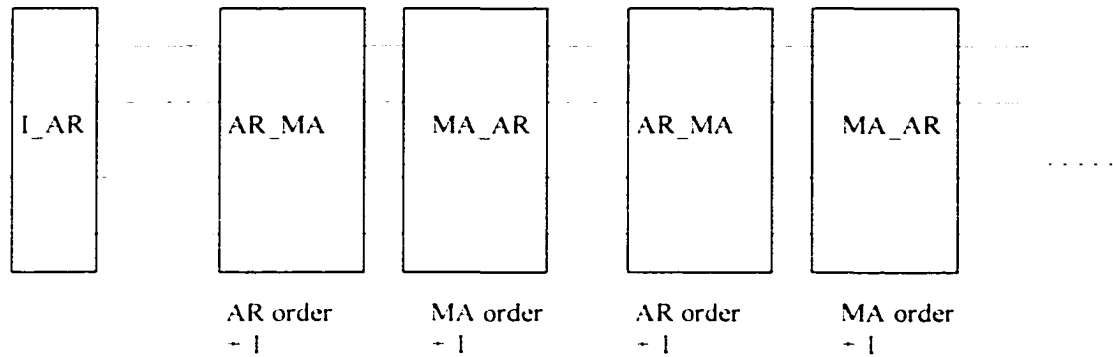 I_AR
AR_MA
MA_AR
AR_MA
MA_AR
. . . . .
AR order
+ 1
MA order
+ 1
AR order
+ 1
MA order
+ 1